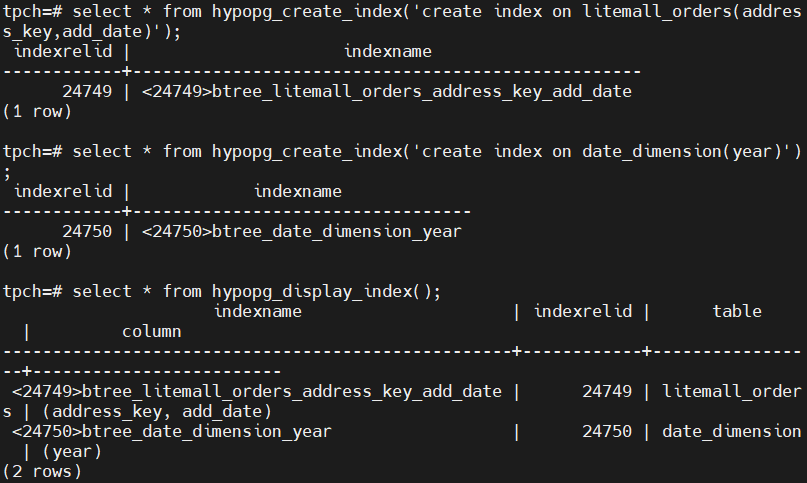 tpch=# select * from hypopg_create_index('create index on litemall_orders(addres
s_key,add_date)');
 indexrelid |                     indexname
------------+---------------------------------------------------
      24749 | <24749>btree_litemall_orders_address_key_add_date
(1 row)

tpch=# select * from hypopg_create_index('create index on date_dimension(year)')
;
 indexrelid |            indexname
------------+----------------------------------
      24750 | <24750>btree_date_dimension_year
(1 row)

tpch=# select * from hypopg_display_index();
                     indexname                     | indexrelid |      table
  |         column
---------------------------------------------------+------------+---------------
--+-------------------------
 <24749>btree_litemall_orders_address_key_add_date |      24749 | litemall_order
s | (address_key, add_date)
 <24750>btree_date_dimension_year                  |      24750 | date_dimension
  | (year)
(2 rows)